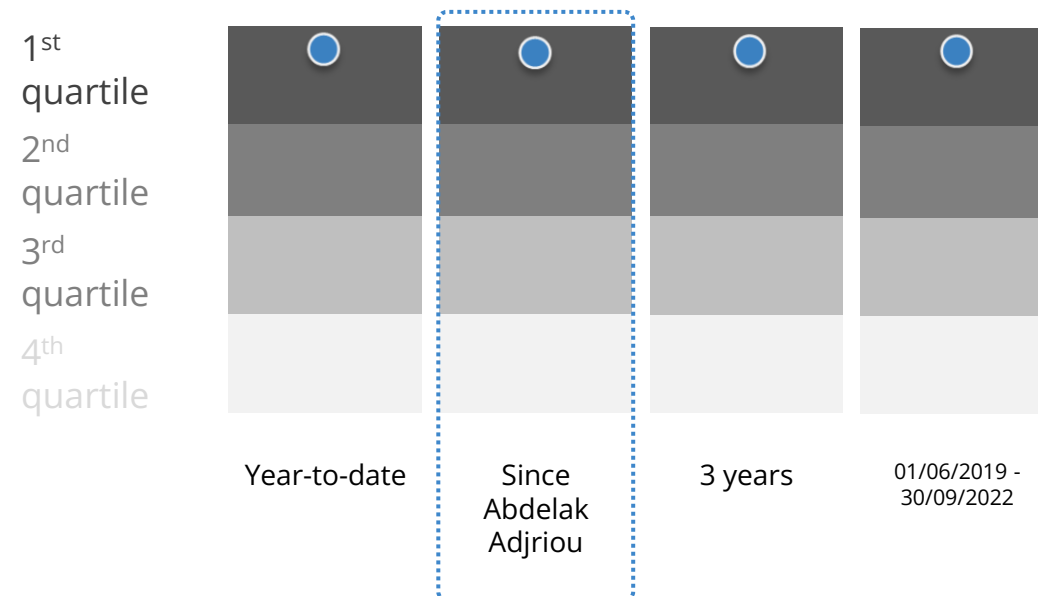 1st
quartile
2nd
quartile
3rd
quartile
4th
quartile
Year-to-date
Since
Abdelak
Adjriou
3 years
01/06/2019 -
30/09/2022